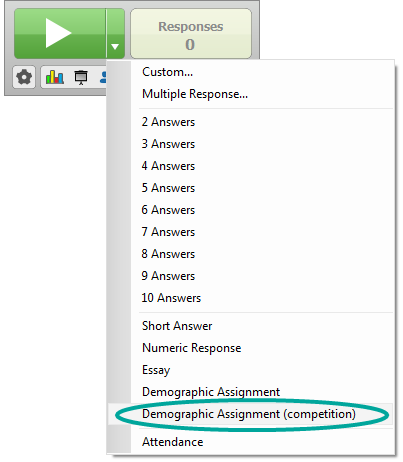 Responses
0
Custom...
Multiple Response...
2 Answers
3 Answers
4 Answers
5 Answers
6 Answers
7 Answers
8 Answers
9 Answers
10 Answers
Short Answer
Numeric Response
Essay
Demographic Assignment
Demographic Assignment (competition)
Attendance